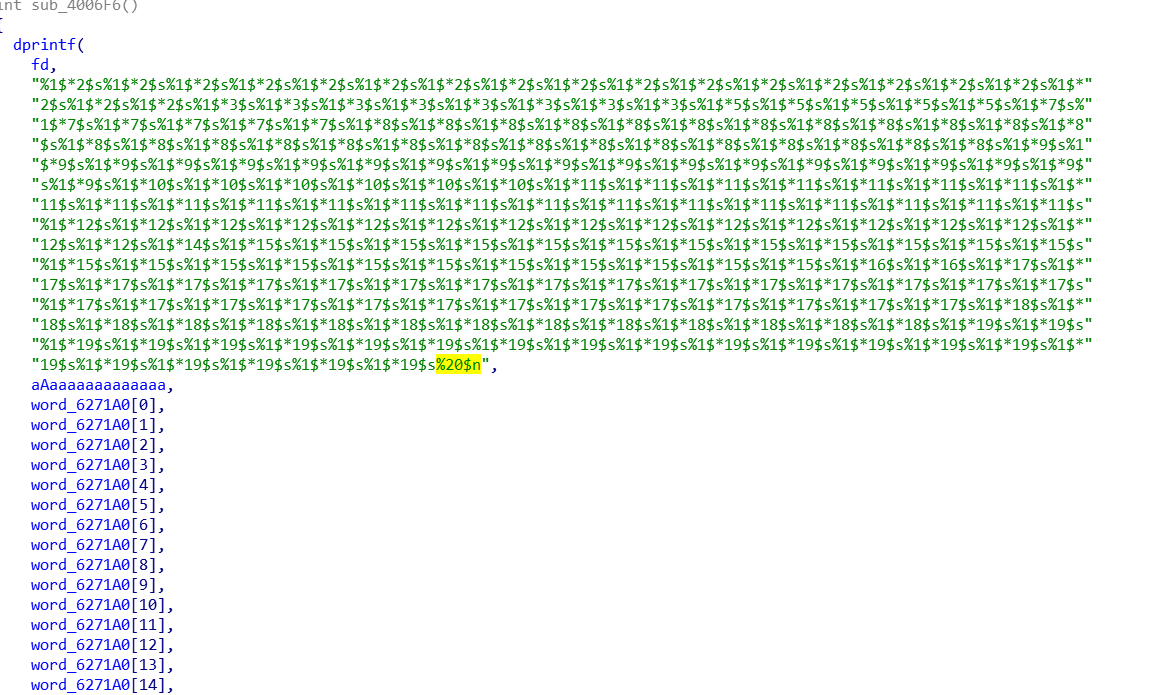 int sub_4006F6()
{
dprintf(
fd,
"%1$*2$s%1$*2$s%1$*2$s%1$*2$s%1$*2$s%1$*2$s%1$*2$s%1$*2$s%1$*2$s%1$*2$s%1$*2$s%1$*2$s%1$*2$s%1$*2$s%1$*2$s%1$*2$s%1$*"
"2$s%1$*2$s%1$*2$s%1$*3$s%1$*3$s%1$*3$s%1$*3$s%1$*3$s%1$*3$s%1$*3$s%1$*3$s%1$*5$s%1$*5$s%1$*5$s%1$*5$s%1$*5$s%1$*7$s%"
"1$*7$s%1$*7$s%1$*7$s%1$*7$s%1$*7$s%1$*8$s%1$*8$s%1$*8$s%1$*8$s%1$*8$s%1$*8$s%1$*8$s%1$*8$s%1$*8$s%1$*8$s%1$*8$s%1$*8"
"$s%1$*8$s%1$*8$s%1$*8$s%1$*8$s%1$*8$s%1$*8$s%1$*8$s%1$*8$s%1$*8$s%1$*8$s%1$*8$s%1$*8$s%1$*8$s%1$*8$s%1$*8$s%1$*9$s%1"
"$*9$s%1$*9$s%1$*9$s%1$*9$s%1$*9$s%1$*9$s%1$*9$s%1$*9$s%1$*9$s%1$*9$s%1$*9$s%1$*9$s%1$*9$s%1$*9$s%1$*9$s%1$*9$s%1$*9$"
"s%1$*9$s%1$*10$s%1$*10$s%1$*10$s%1$*10$s%1$*10$s%1$*10$s%1$*11$s%1$*11$s%1$*11$s%1$*11$s%1$*11$s%1$*11$s%1$*11$s%1$*"
"11$s%1$*11$s%1$*11$s%1$*11$s%1$*11$s%1$*11$s%1$*11$s%1$*11$s%1$*11$s%1$*11$s%1$*11$s%1$*11$s%1$*11$s%1$*11$s%1$*11$s"
"%1$*12$s%1$*12$s%1$*12$s%1$*12$s%1$*12$s%1$*12$s%1$*12$s%1$*12$s%1$*12$s%1$*12$s%1$*12$s%1$*12$s%1$*12$s%1$*12$s%1$*"
"12$s%1$*12$s%1$*14$s%1$*15$s%1$*15$s%1$*15$s%1$*15$s%1$*15$s%1$*15$s%1$*15$s%1$*15$s%1$*15$s%1$*15$s%1$*15$s%1$*15$s"
"%1$*15$s%1$*15$s%1$*15$s%1$*15$s%1$*15$s%1$*15$s%1$*15$s%1$*15$s%1$*15$s%1$*15$s%1$*15$s%1$*16$s%1$*16$s%1$*17$s%1$*"
"17$s%1$*17$s%1$*17$s%1$*17$s%1$*17$s%1$*17$s%1$*17$s%1$*17$s%1$*17$s%1$*17$s%1$*17$s%1$*17$s%1$*17$s%1$*17$s%1$*17$s"
"%1$*17$s%1$*17$s%1$*17$s%1$*17$s%1$*17$s%1$*17$s%1$*17$s%1$*17$s%1$*17$s%1$*17$s%1$*17$s%1$*17$s%1$*17$s%1$*18$s%1$*"
"18$s%1$*18$s%1$*18$s%1$*18$s%1$*18$s%1$*18$s%1$*18$s%1$*18$s%1$*18$s%1$*18$s%1$*18$s%1$*18$s%1$*18$s%1$*19$s%1$*19$s"
"%1$*19$s%1$*19$s%1$*19$s%1$*19$s%1$*19$s%1$*19$s%1$*19$s%1$*19$s%1$*19$s%1$*19$s%1$*19$s%1$*19$s%1$*19$s%1$*19$s%1$*"
"19$s%1$*19$s%1$*19$s%1$*19$s%1$*19$s%1$*19$s%20$n",
aAaaaaaaaaaaaaa,
word_6271A0[0],
word_6271A0[1],
word_6271A0[2],
word_6271A0[3],
word_6271A0[4],
word_6271A0[5],
word_6271A0[6],
word_6271A0[7],
word_6271A0[8],
word_6271A0[9],
word_6271A0[10],
word_6271A0[11],
word_6271A0[12],
word_6271A0[13],
word_6271A0[14],